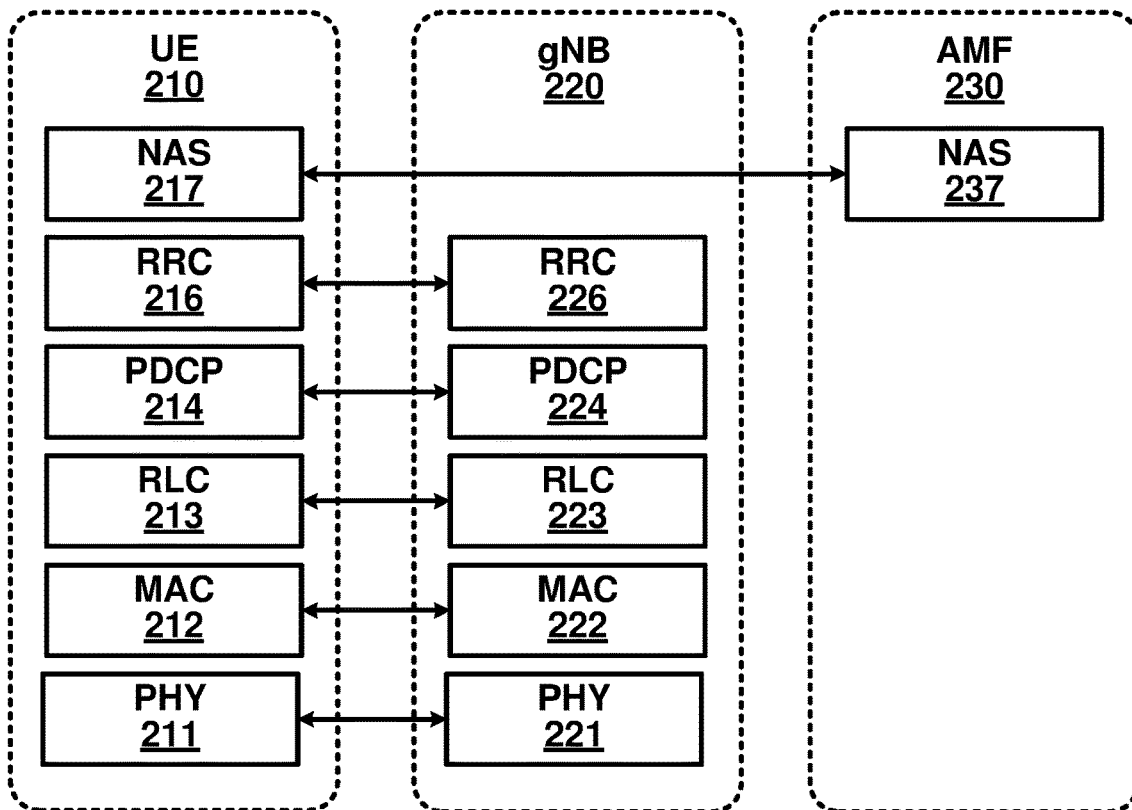 UE
210
gNB
220
AMF
230
NAS
217
NAS
237
RRC
216
RRC
226
PDCP
214
PDCP
224
RLC
213
RLC
223
MAC
212
MAC
222
PHY
211
PHY
221